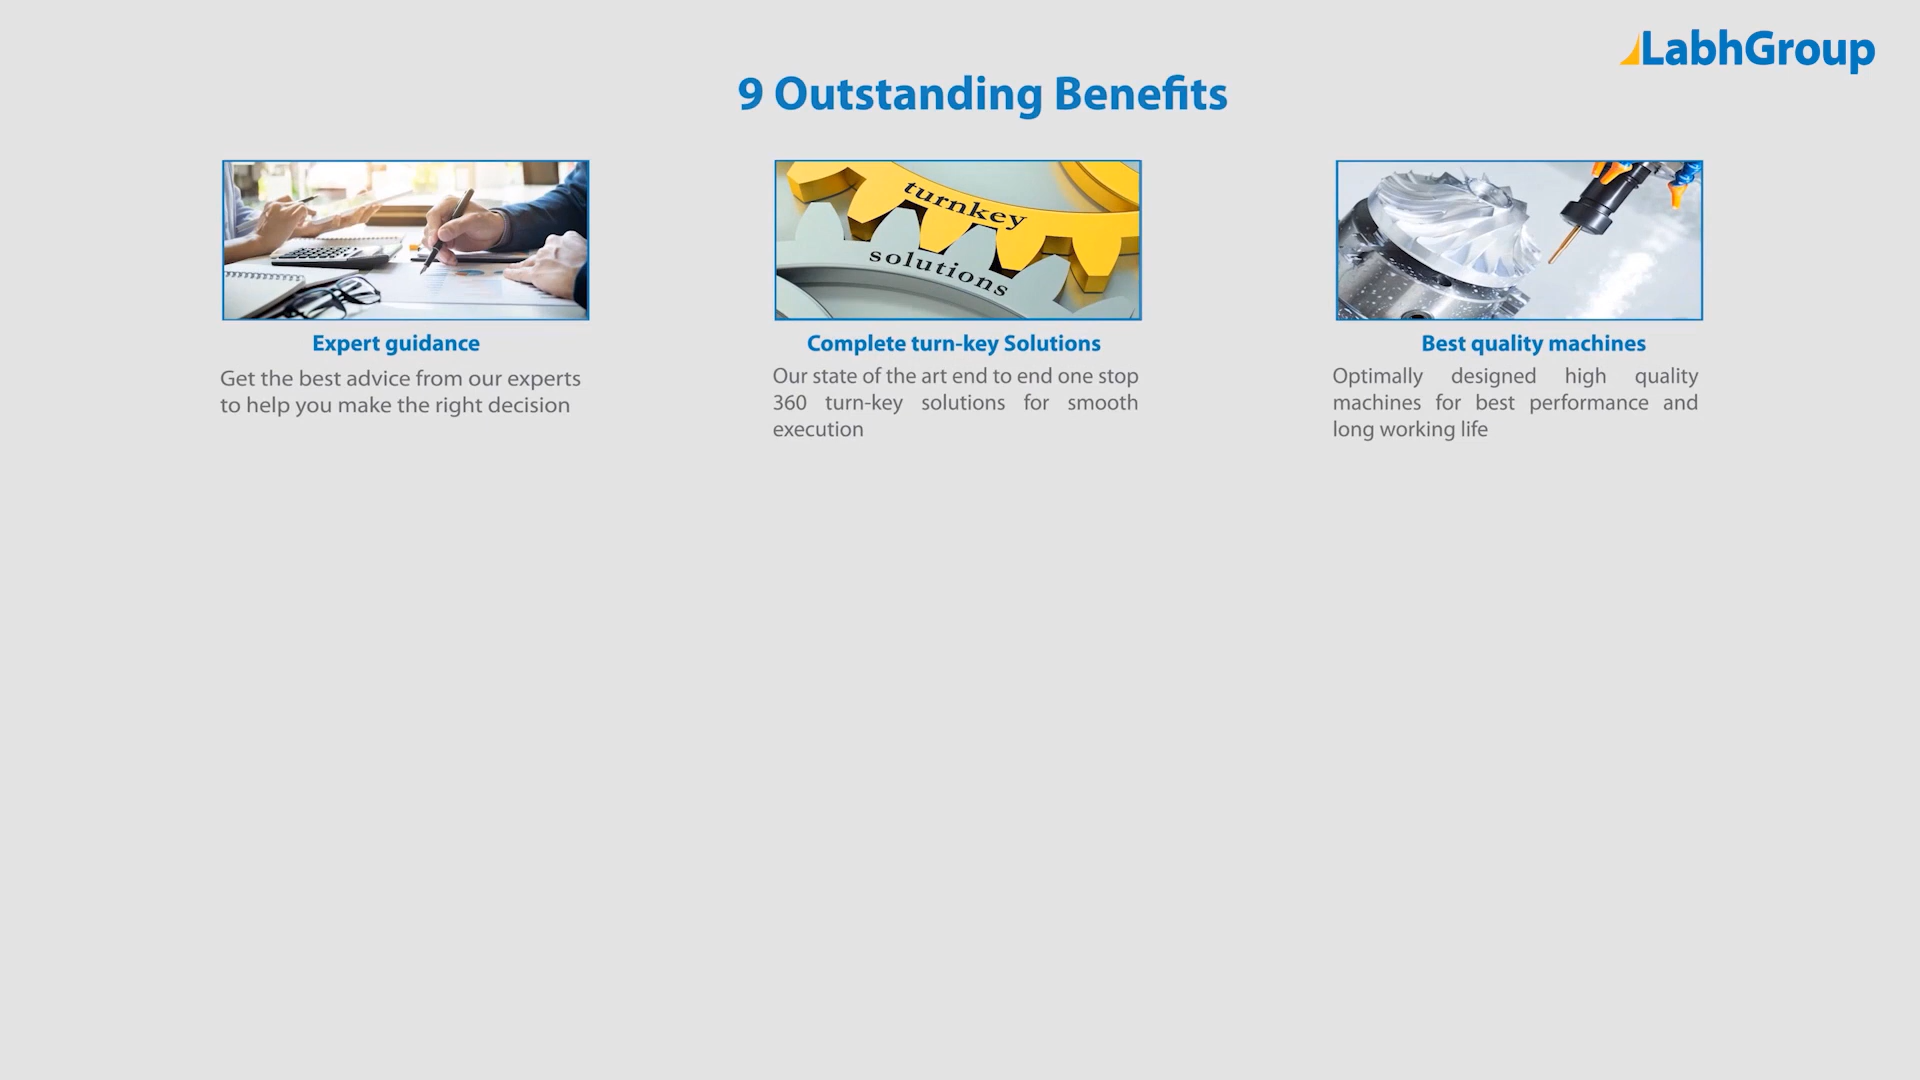 LabhGroup
9 Outstanding Benefits
turnkey
solutions
Expert guidance
Get the best advice from our experts
to help you make the right decision
Complete turn-key Solutions
Our state of the art end to end one stop
360 turn-key solutions for smooth
execution
Best quality machines
Optimally designed high quality
machines for best performance and
long working life